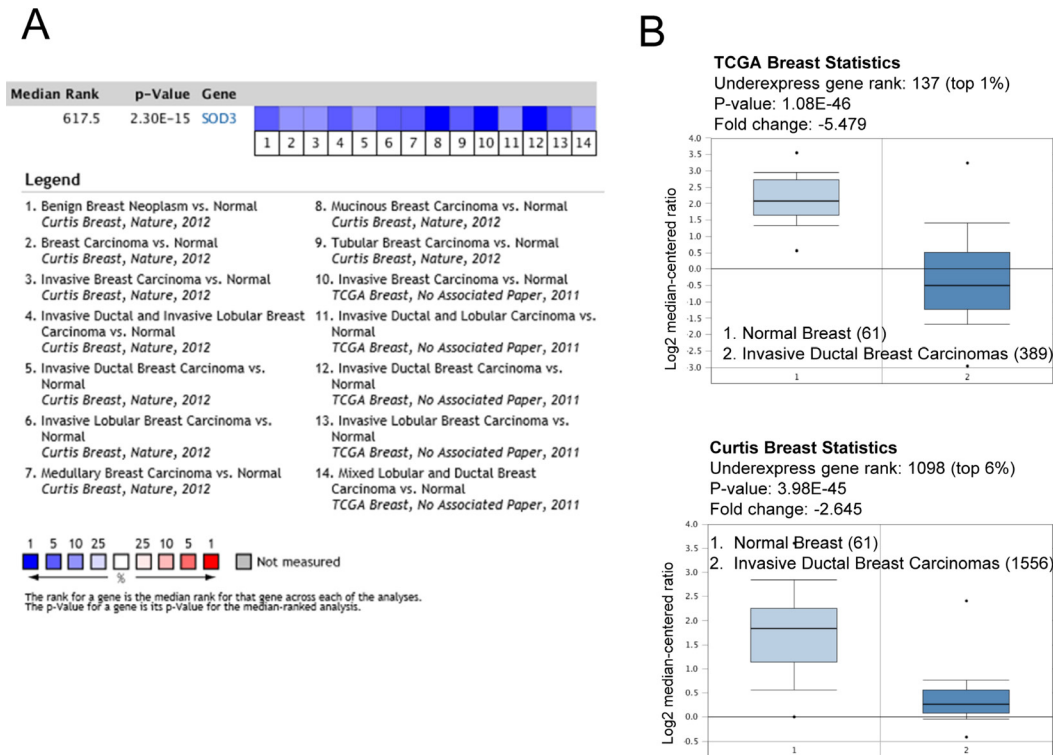 A
Median Rank p-Value Gene
617.5 2.30E-15 SOD3
1 2 3 4 5 6 7 8 9 10 11 12 13 14
Legend
1. Benign Breast Neoplasm vs. Normal
Curtis Breast, Nature, 2012
2. Breast Carcinoma vs. Normal
Curtis Breast, Nature, 2012
3. Invasive Breast Carcinoma vs. Normal
Curtis Breast, Nature, 2012
4. Invasive Ductal and Invasive Lobular Breast
Carcinoma vs. Normal
Curtis Breast, Nature, 2012
5. Invasive Ductal Breast Carcinoma vs.
Normal
Curtis Breast, Nature, 2012
6. Invasive Lobular Breast Carcinoma vs.
Normal
Curtis Breast, Nature, 2012
7. Medullary Breast Carcinoma vs. Normal
Curtis Breast, Nature, 2012
8. Mucinous Breast Carcinoma vs. Normal
Curtis Breast, Nature, 2012
9. Tubular Breast Carcinoma vs. Normal
Curtis Breast, Nature, 2012
10. Invasive Breast Carcinoma vs. Normal
TCGA Breast, No Associated Paper, 2011
11. Invasive Ductal and Lobular Carcinoma vs.
Normal
TCGA Breast, No Associated Paper, 2011
12. Invasive Ductal Breast Carcinoma vs.
Normal
TCGA Breast, No Associated Paper, 2011
13. Invasive Lobular Breast Carcinoma vs.
Normal
TCGA Breast, No Associated Paper, 2011
14. Mixed Lobular and Ductal Breast
Carcinoma vs. Normal
TCGA Breast, No Associated Paper, 2011
1 5 10 25 25 10 5 1
Not measured
%
The rank for a gene is the median rank for that gene across each of the analyses.
The p-Value for a gene is its p-Value for the median-ranked analysis.
B
TCGA Breast Statistics
Underexpress gene rank: 137 (top 1%)
P-value: 1.08E-46
Fold change: -5.479
Log2 median-centered ratio
4.0
3.5
3.0
2.5
2.0
1.5
1.0
0.5
0.0
-0.5
-1.0
-1.5
-2.0
-2.5
-3.0
1. Normal Breast (61)
2. Invasive Ductal Breast Carcinomas (389)
1 2
Curtis Breast Statistics
Underexpress gene rank: 1098 (top 6%)
P-value: 3.98E-45
Fold change: -2.645
Log2 median-centered ratio
4.0
3.5
3.0
2.5
2.0
1.5
1.0
0.5
0.0
-0.5
1. Normal Breast (61)
2. Invasive Ductal Breast Carcinomas (1556)
1 2